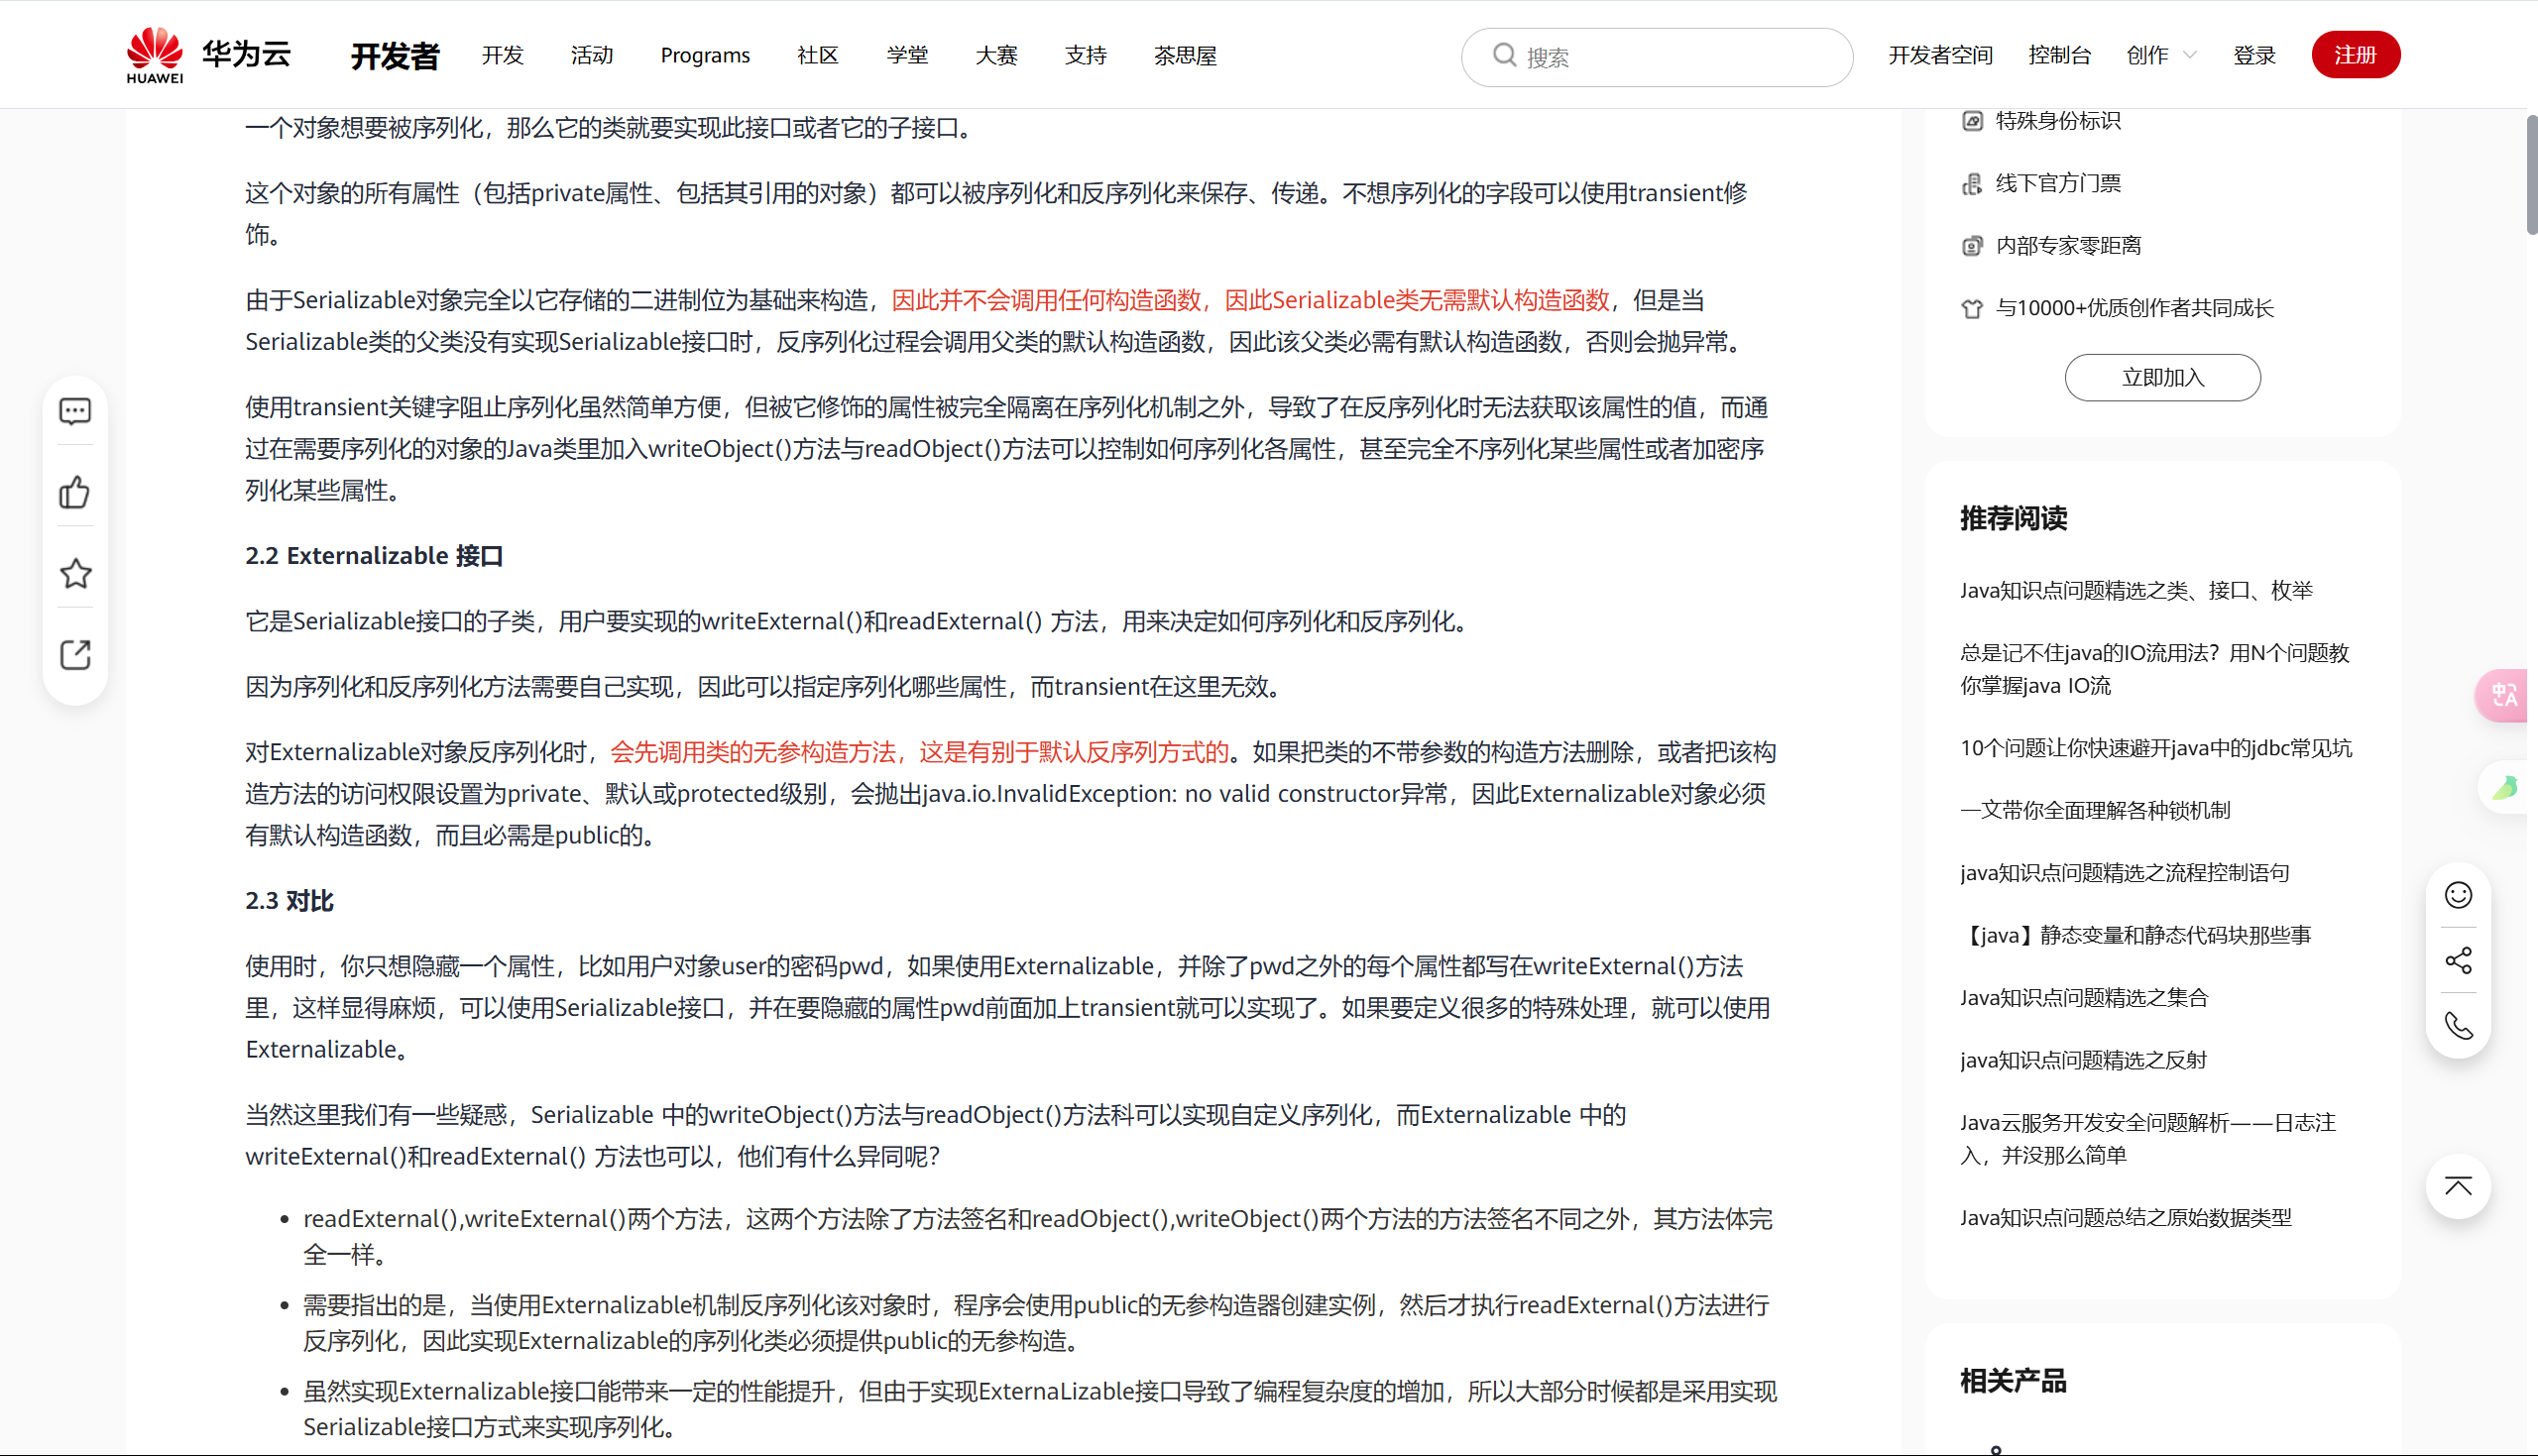 HUAWEI
华为云
开发者
开发
活动
Programs
社区
学堂
大赛
支持
茶思屋
搜索
开发者空间
控制台
创作
登录
注册
一个对象想要被序列化，那么它的类就要实现此接口或者它的子接口。
这个对象的所有属性（包括private属性、包括其引用的对象）都可以被序列化和反序列化来保存、传递。不想序列化的字段可以使用transient修
饰。
由于Serializable对象完全以它存储的二进制位为基础来构造，因此并不会调用任何构造函数，因此Serializable类无需默认构造函数，但是当
Serializable类的父类没有实现Serializable接口时，反序列化过程会调用父类的默认构造函数，因此该父类必需有默认构造函数，否则会抛异常。
使用transient关键字阻止序列化虽然简单方便，但被它修饰的属性被完全隔离在序列化机制之外，导致了在反序列化时无法获取该属性的值，而通
过在需要序列化的对象的Java类里加入writeObject()方法与readObject()方法可以控制如何序列化各属性，甚至完全不序列化某些属性或者加密序
列化某些属性。
2.2 Externalizable 接口
它是Serializable接口的子类，用户要实现的writeExternal()和readExternal() 方法，用来决定如何序列化和反序列化。
因为序列化和反序列化方法需要自己实现，因此可以指定序列化哪些属性，而transient在这里无效。
对Externalizable对象反序列化时，会先调用类的无参构造方法，这是有别于默认反序列方式的。如果把类的不带参数的构造方法删除，或者把该构
造方法的访问权限设置为private、默认或protected级别，会抛出java.io.InvalidException: no valid constructor异常，因此Externalizable对象必须
有默认构造函数，而且必需是public的。
2.3 对比
使用时，你只想隐藏一个属性，比如用户对象user的密码pwd，如果使用Externalizable，并除了pwd之外的每个属性都写在writeExternal()方法
里，这样显得麻烦，可以使用Serializable接口，并在要隐藏的属性pwd前面加上transient就可以实现了。如果要定义很多的特殊处理，就可以使用
Externalizable。
当然这里我们有一些疑惑，Serializable 中的writeObject()方法与readObject()方法科可以实现自定义序列化，而Externalizable 中的
writeExternal()和readExternal() 方法也可以，他们有什么异同呢？
• readExternal(),writeExternal()两个方法，这两个方法除了方法签名和readObject(),writeObject()两个方法的方法签名不同之外，其方法体完
全一样。
• 需要指出的是，当使用Externalizable机制反序列化该对象时，程序会使用public的无参构造器创建实例，然后才执行readExternal()方法进行
反序列化，因此实现Externalizable的序列化类必须提供public的无参构造。
• 虽然实现Externalizable接口能带来一定的性能提升，但由于实现ExternaLizable接口导致了编程复杂度的增加，所以大部分时候都是采用实现
Serializable接口方式来实现序列化。
特殊身份标识
线下官方门票
内部专家零距离
与10000+优质创作者共同成长
立即加入
推荐阅读
Java知识点问题精选之类、接口、枚举
总是记不住java的IO流用法？用N个问题教
你掌握java IO流
10个问题让你快速避开java中的jdbc常见坑
一文带你全面理解各种锁机制
java知识点问题精选之流程控制语句
【java】静态变量和静态代码块那些事
Java知识点问题精选之集合
java知识点问题精选之反射
Java云服务开发安全问题解析——日志注
入，并没那么简单
Java知识点问题总结之原始数据类型
相关产品
中
A